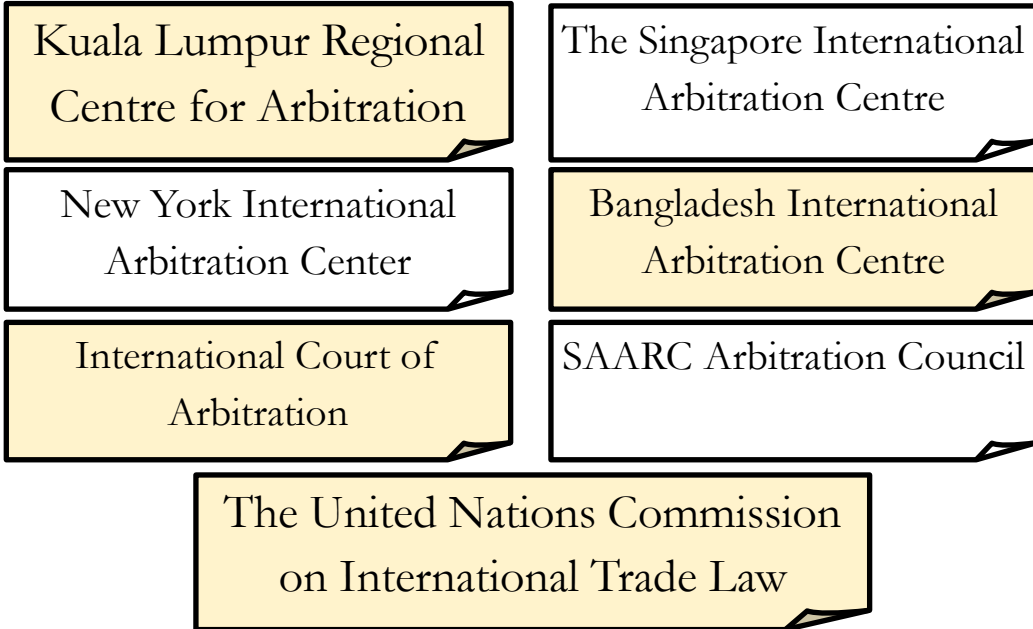 Kuala Lumpur Regional
Centre for Arbitration
The Singapore International
Arbitration Centre
New York International
Arbitration Center
Bangladesh International
Arbitration Centre
International Court of
Arbitration
SAARC Arbitration Council
The United Nations Commission
on International Trade Law